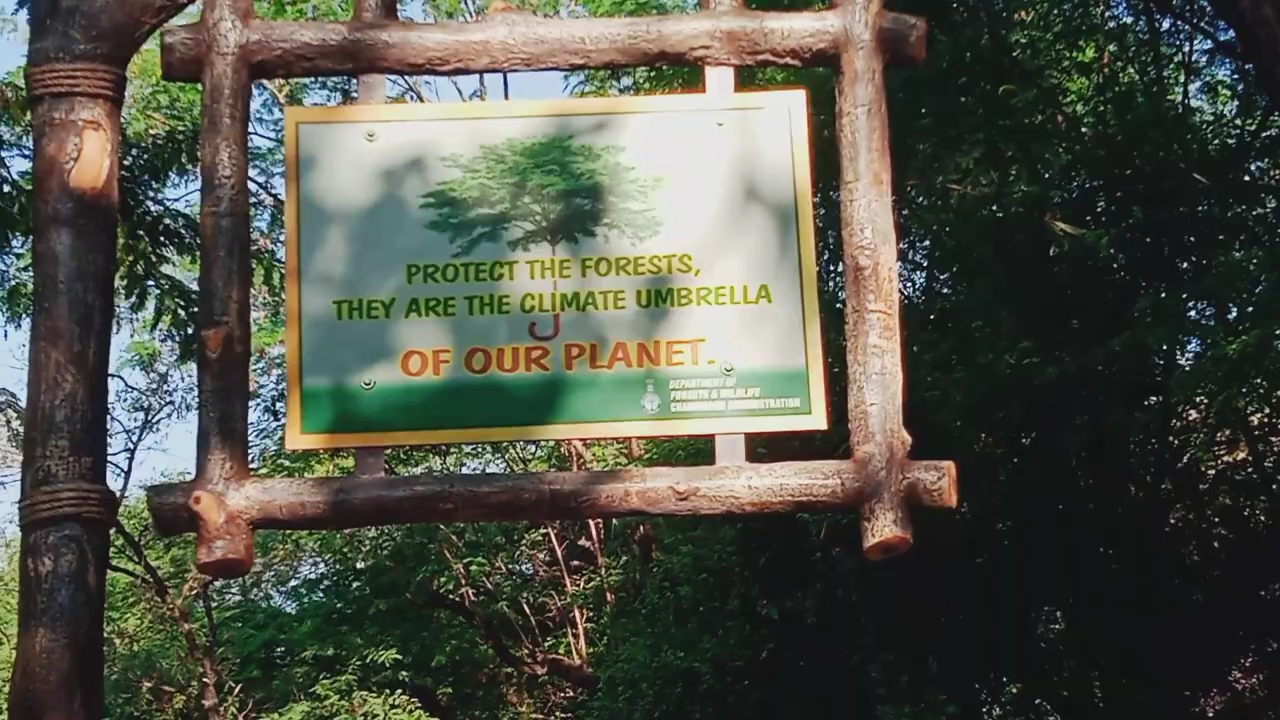 PROTECT THE FORESTS,
THEY ARE THE CLIMATE UMBRELLA
OF OUR PLANET.
DEPARTMENT OF
FORESTS & WILDLIFE
CHANDIGARH ADMINISTRATION